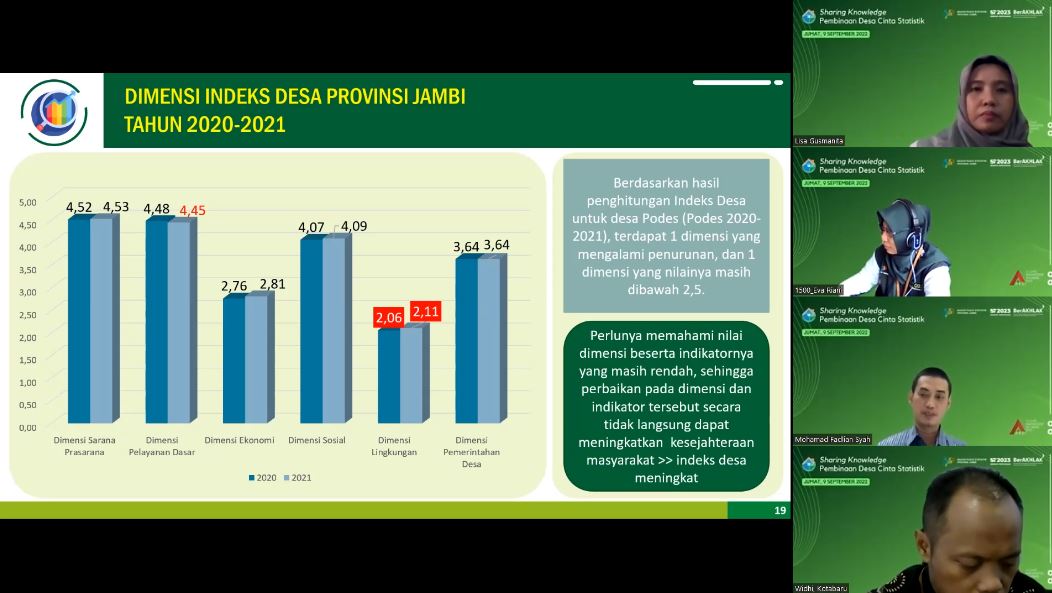 DIMENSI INDEKS DESA PROVINSI JAMBI
TAHUN 2020-2021
5,00
4,50
4,00
3,50
3,00
2,50
2,00
1,50
1,00
0,50
0,00
4,52 4,53
4,48 4,45
2,76 2,81
4,07 4,09
2,06 2,11
3,64 3,64
Dimensi Sarana
Prasarana
Dimensi
Pelayanan Dasar
Dimensi Ekonomi
Dimensi Sosial
Dimensi
Lingkungan
Dimensi
Pemerintahan
Desa
2020 2021
Berdasarkan hasil
penghitungan Indeks Desa
untuk desa Podes (Podes 2020-
2021), terdapat 1 dimensi yang
mengalami penurunan, dan 1
dimensi yang nilainya masih
dibawah 2,5.
Perlunya memahami nilai
dimensi beserta indikatornya
yang masih rendah, sehingga
perbaikan pada dimensi dan
indikator tersebut secara
tidak langsung dapat
meningkatkan kesejahteraan
masyarakat >> indeks desa
meningkat
19
Sharing Knowledge
Pembinaan Desa Cinta Statistik
JUMAT, 9 SEPTEMBER 2022
ST2023 BerAKHLAK
Lisa Gusmanita
Sharing Knowledge
Pembinaan Desa Cinta Statistik
JUMAT, 9 SEPTEMBER 2022
ST2023 BerAKHLAK
1500_Eva Riani
Sharing Knowledge
Pembinaan Desa Cinta Statistik
JUMAT, 9 SEPTEMBER 2022
ST2023 BerAKHLAK
Mohamad Fadlian Syah
Sharing Knowledge
Pembinaan Desa Cinta Statistik
JUMAT, 9 SEPTEMBER 2022
ST2023 BerAKHLAK
Widhi, Kotabaru